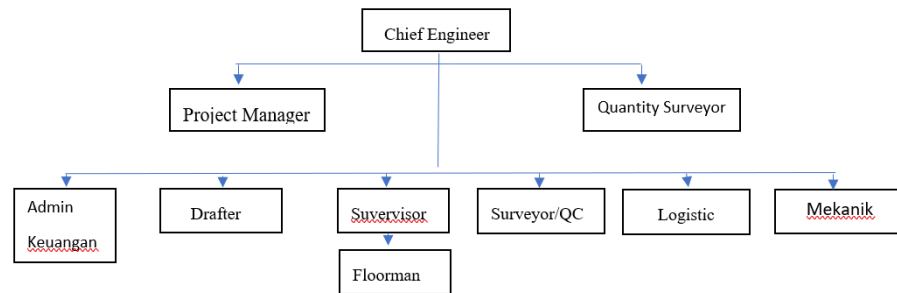 Chief Engineer
Project Manager
Quantity Surveyor
Admin
Keuangan
Drafter
Suvervisor
Surveyor/QC
Logistic
Mekanik
Floorman